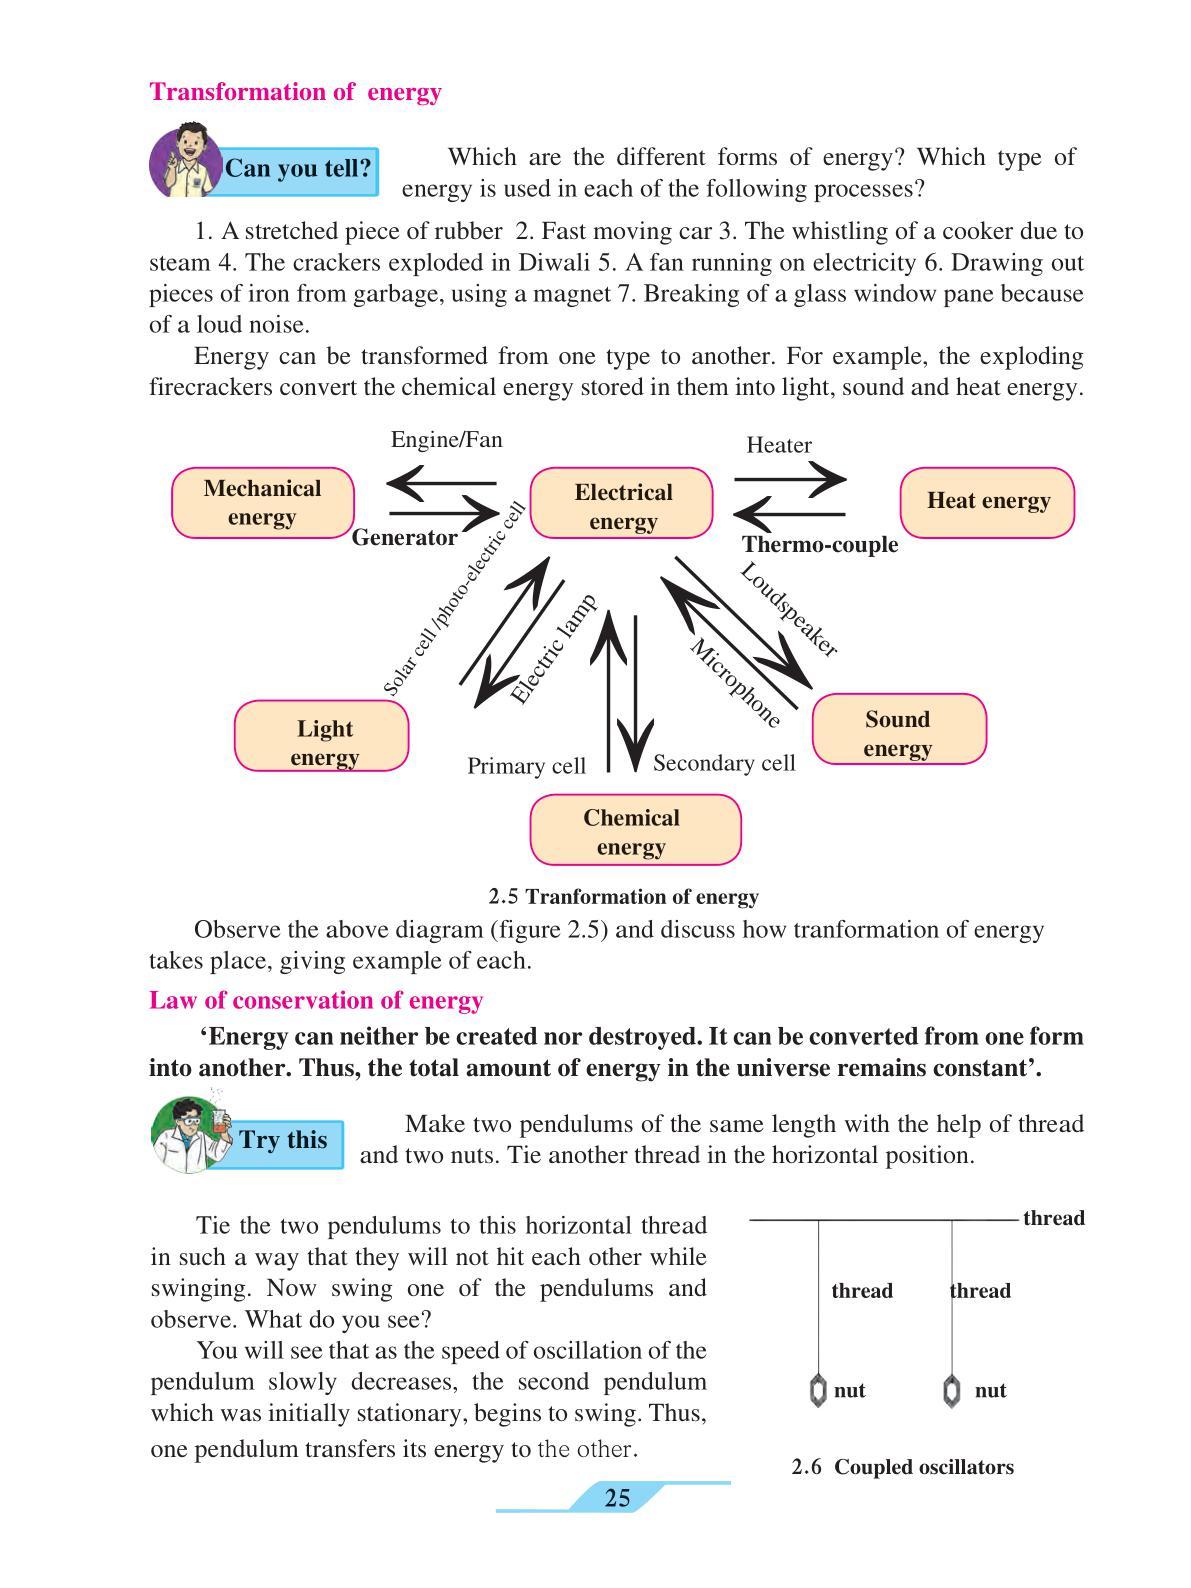 Transformation of energy
Can you tell?
Which are the different forms of energy? Which type of
energy is used in each of the following processes?
1. A stretched piece of rubber 2. Fast moving car 3. The whistling of a cooker due to
steam 4. The crackers exploded in Diwali 5. A fan running on electricity 6. Drawing out
pieces of iron from garbage, using a magnet 7. Breaking of a glass window pane because
of a loud noise.
Energy can be transformed from one type to another. For example, the exploding
firecrackers convert the chemical energy stored in them into light, sound and heat energy.
Engine/Fan
Heater
Mechanical
energy
Electrical
energy
Heat energy
Generator
Thermo-couple
Solar cell /photo-electric cell
Electric lamp
Loudspeaker
Microphone
Light
energy
Sound
energy
Primary cell
Secondary cell
Chemical
energy
2.5 Tranformation of energy
Observe the above diagram (figure 2.5) and discuss how tranformation of energy
takes place, giving example of each.
Law of conservation of energy
‘Energy can neither be created nor destroyed. It can be converted from one form
into another. Thus, the total amount of energy in the universe remains constant’.
Try this
Make two pendulums of the same length with the help of thread
and two nuts. Tie another thread in the horizontal position.
Tie the two pendulums to this horizontal thread
in such a way that they will not hit each other while
swinging. Now swing one of the pendulums and
observe. What do you see?
You will see that as the speed of oscillation of the
pendulum slowly decreases, the second pendulum
which was initially stationary, begins to swing. Thus,
one pendulum transfers its energy to the other.
thread
thread
thread
nut
nut
2.6 Coupled oscillators
25